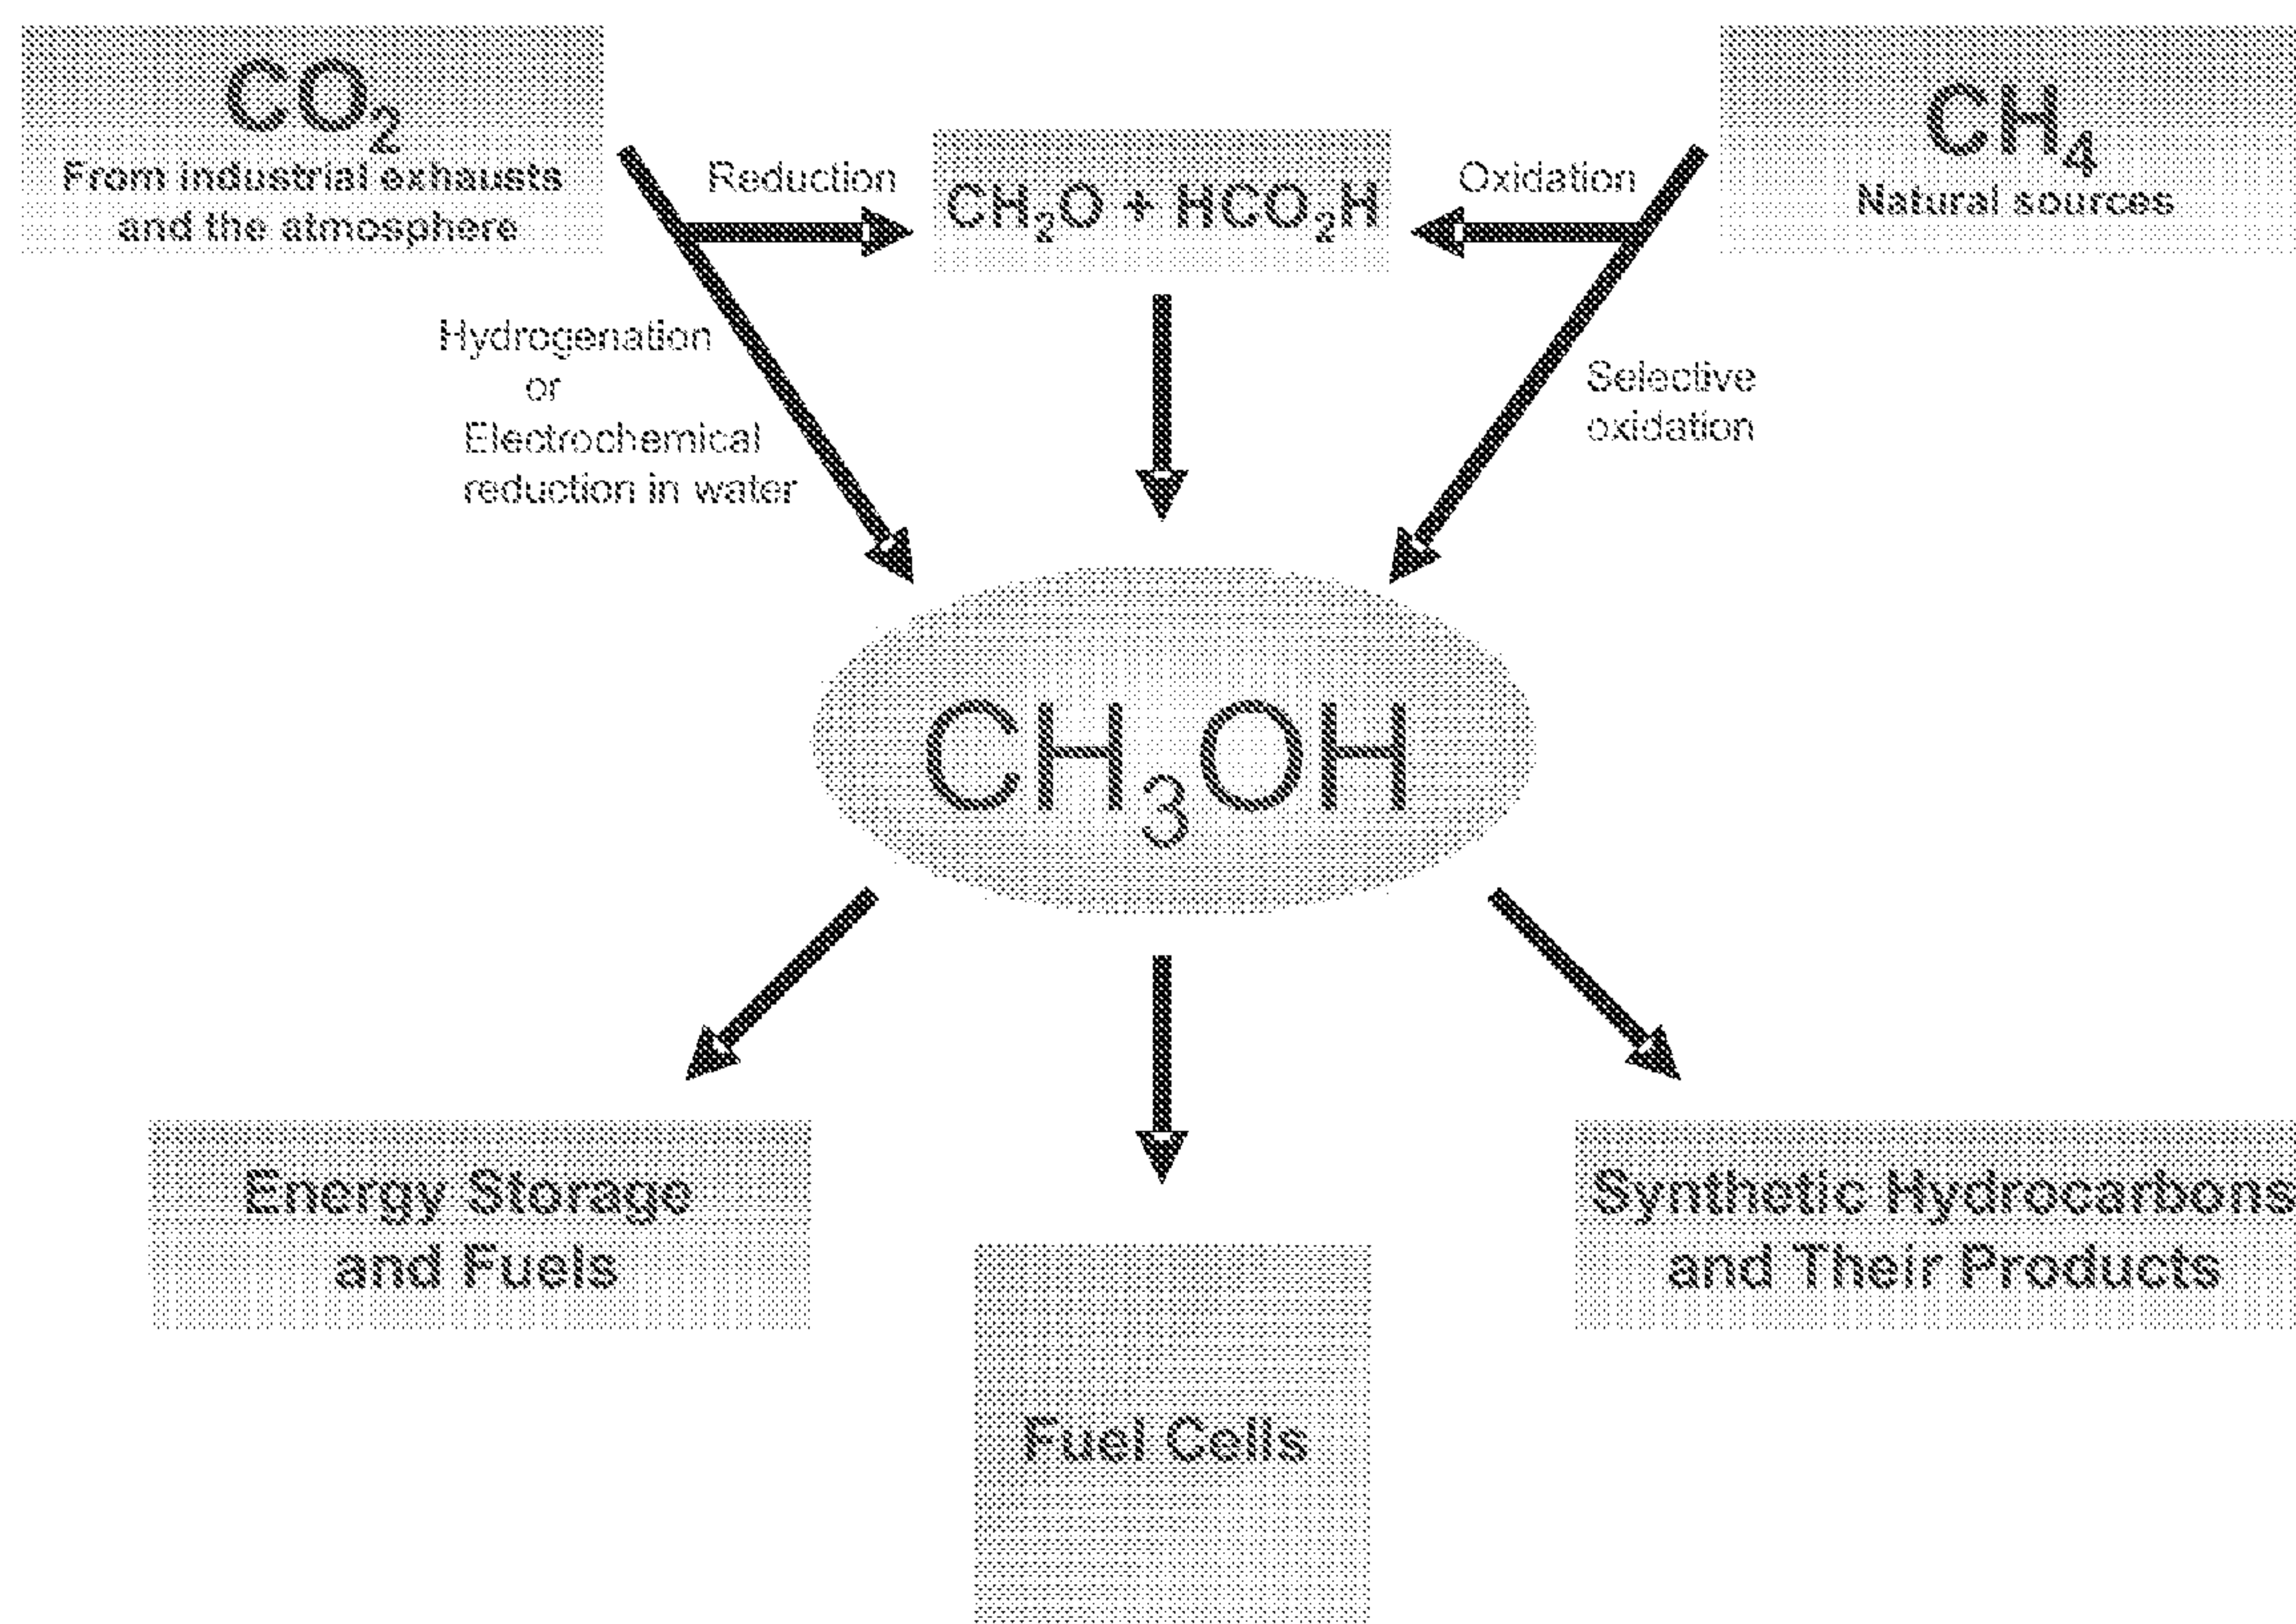 CO₂
From industrial exhausts
and the atmosphere
Reduction
CH₂O + HCO₂H
Oxidation
CH₄
Natural sources
Hydrogenation
or
Electrochemical
reduction in water
Selective
oxidation
CH₃OH
Energy Storage
and Fuels
Fuel Cells
Synthetic Hydrocarbons
and Their Products